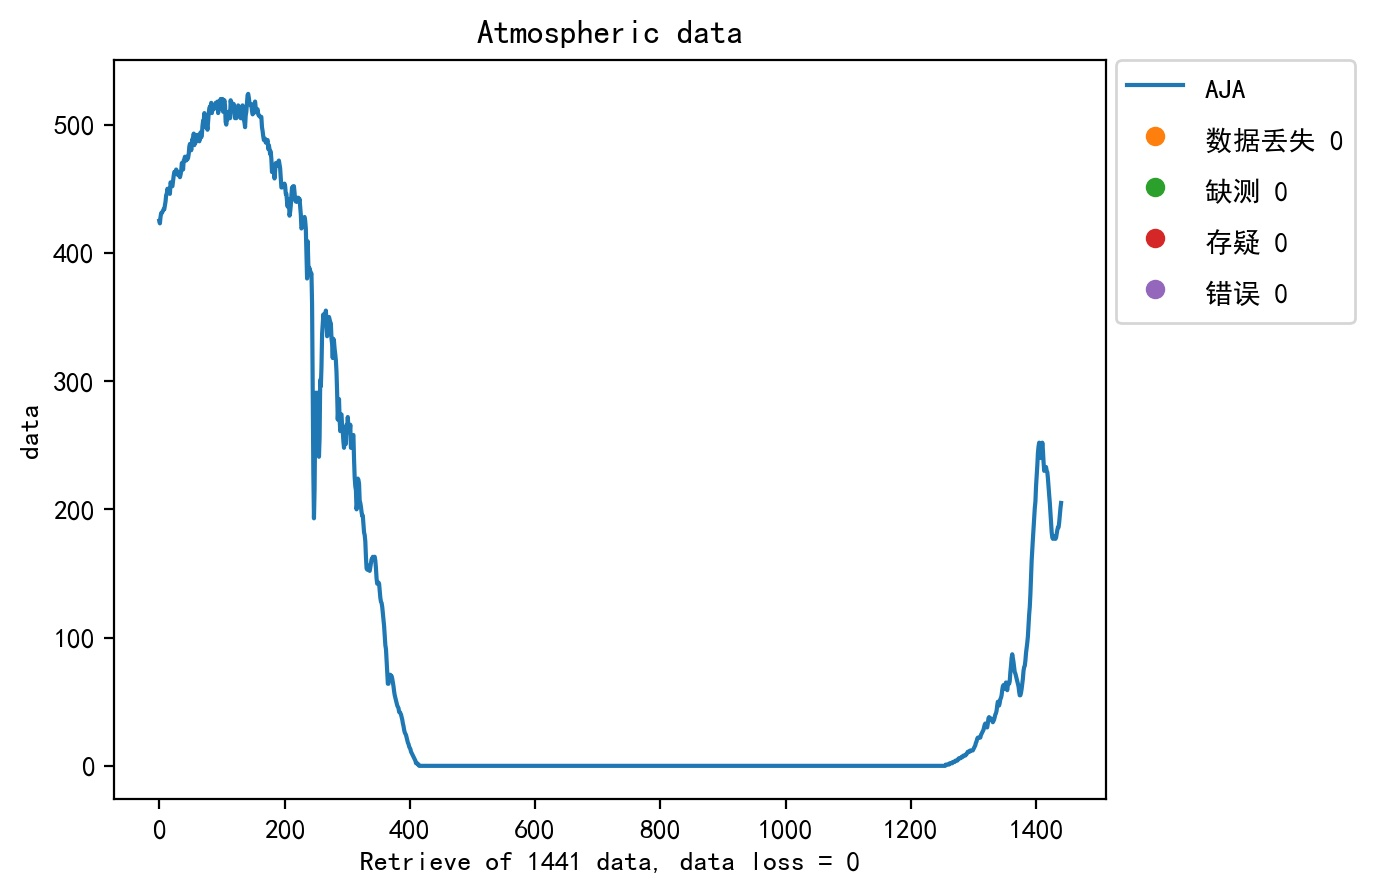 Atmospheric data
500
400
300
200
100
0
data
0 200 400 600 800 1000 1200 1400
Retrieve of 1441 data, data loss = 0
AJA
数据丢失 0
缺测 0
存疑 0
错误 0